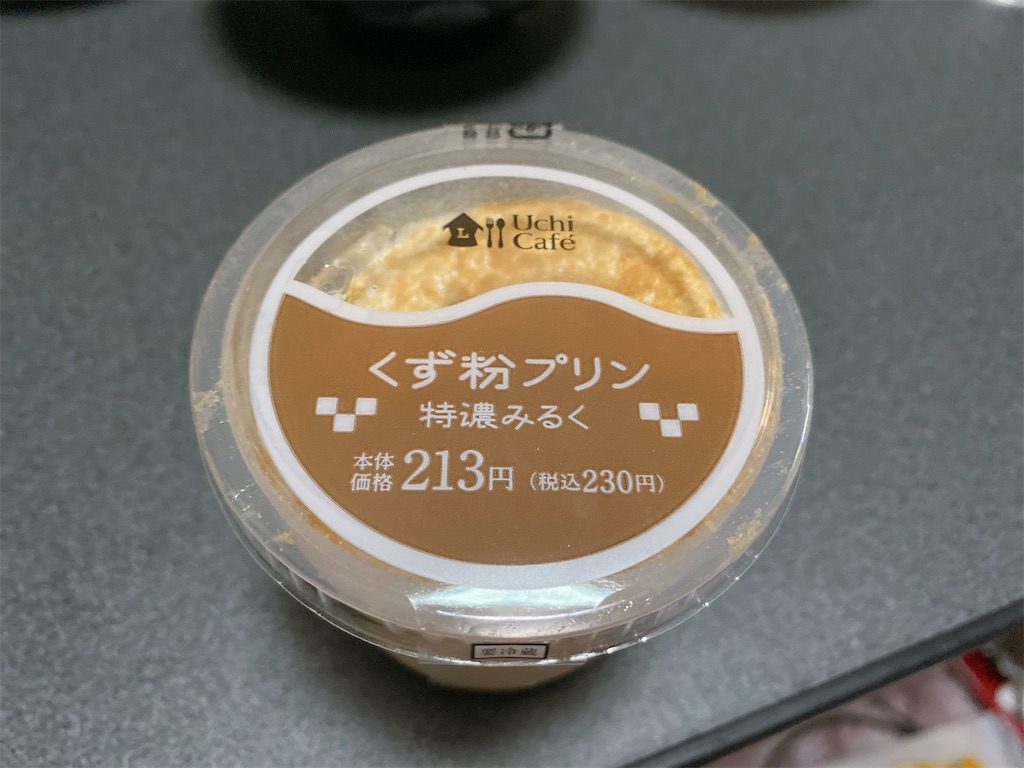 Uchi
Café
くず粉プリン
特濃みるく
本体
価格 213円 (税込230円)
要冷蔵